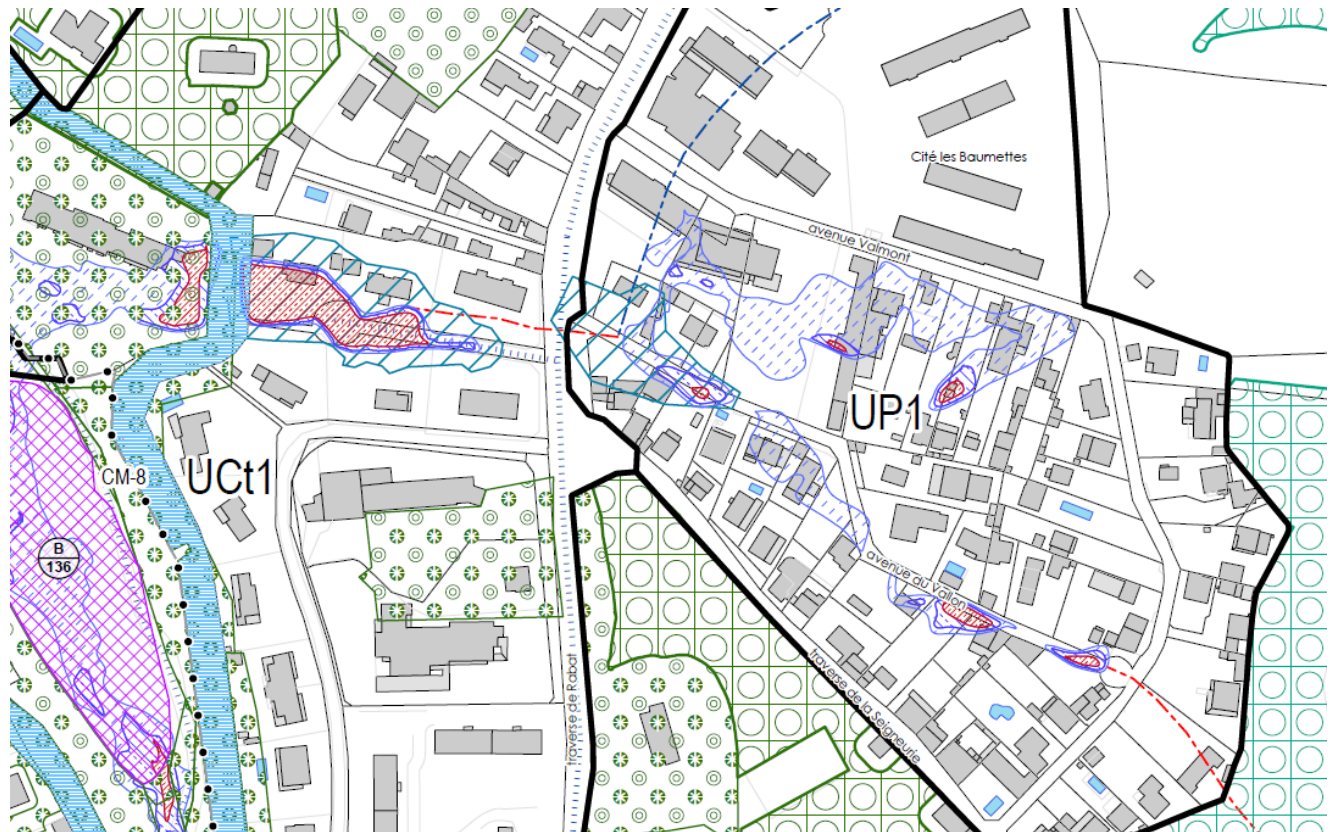 Cité les Baumettes
avenue Valmont
UP1
CM-8
UCt1
B
136
avenue du Vallon
traverse de Rabat
traverse de la Seigneurie